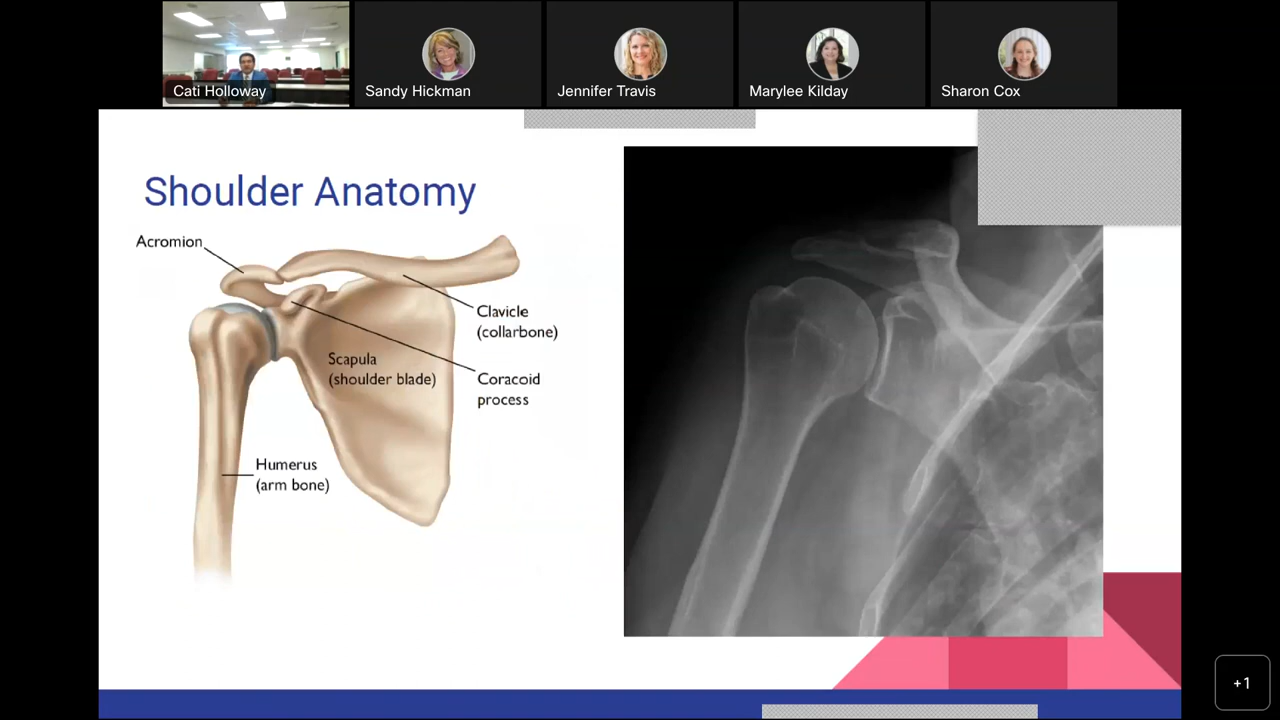 Cati Holloway
Sandy Hickman
Jennifer Travis
Marylee Kilday
Sharon Cox
Shoulder Anatomy
Acromion
Clavicle
(collarbone)
Scapula
(shoulder blade)
Coracoid
process
Humerus
(arm bone)
+1